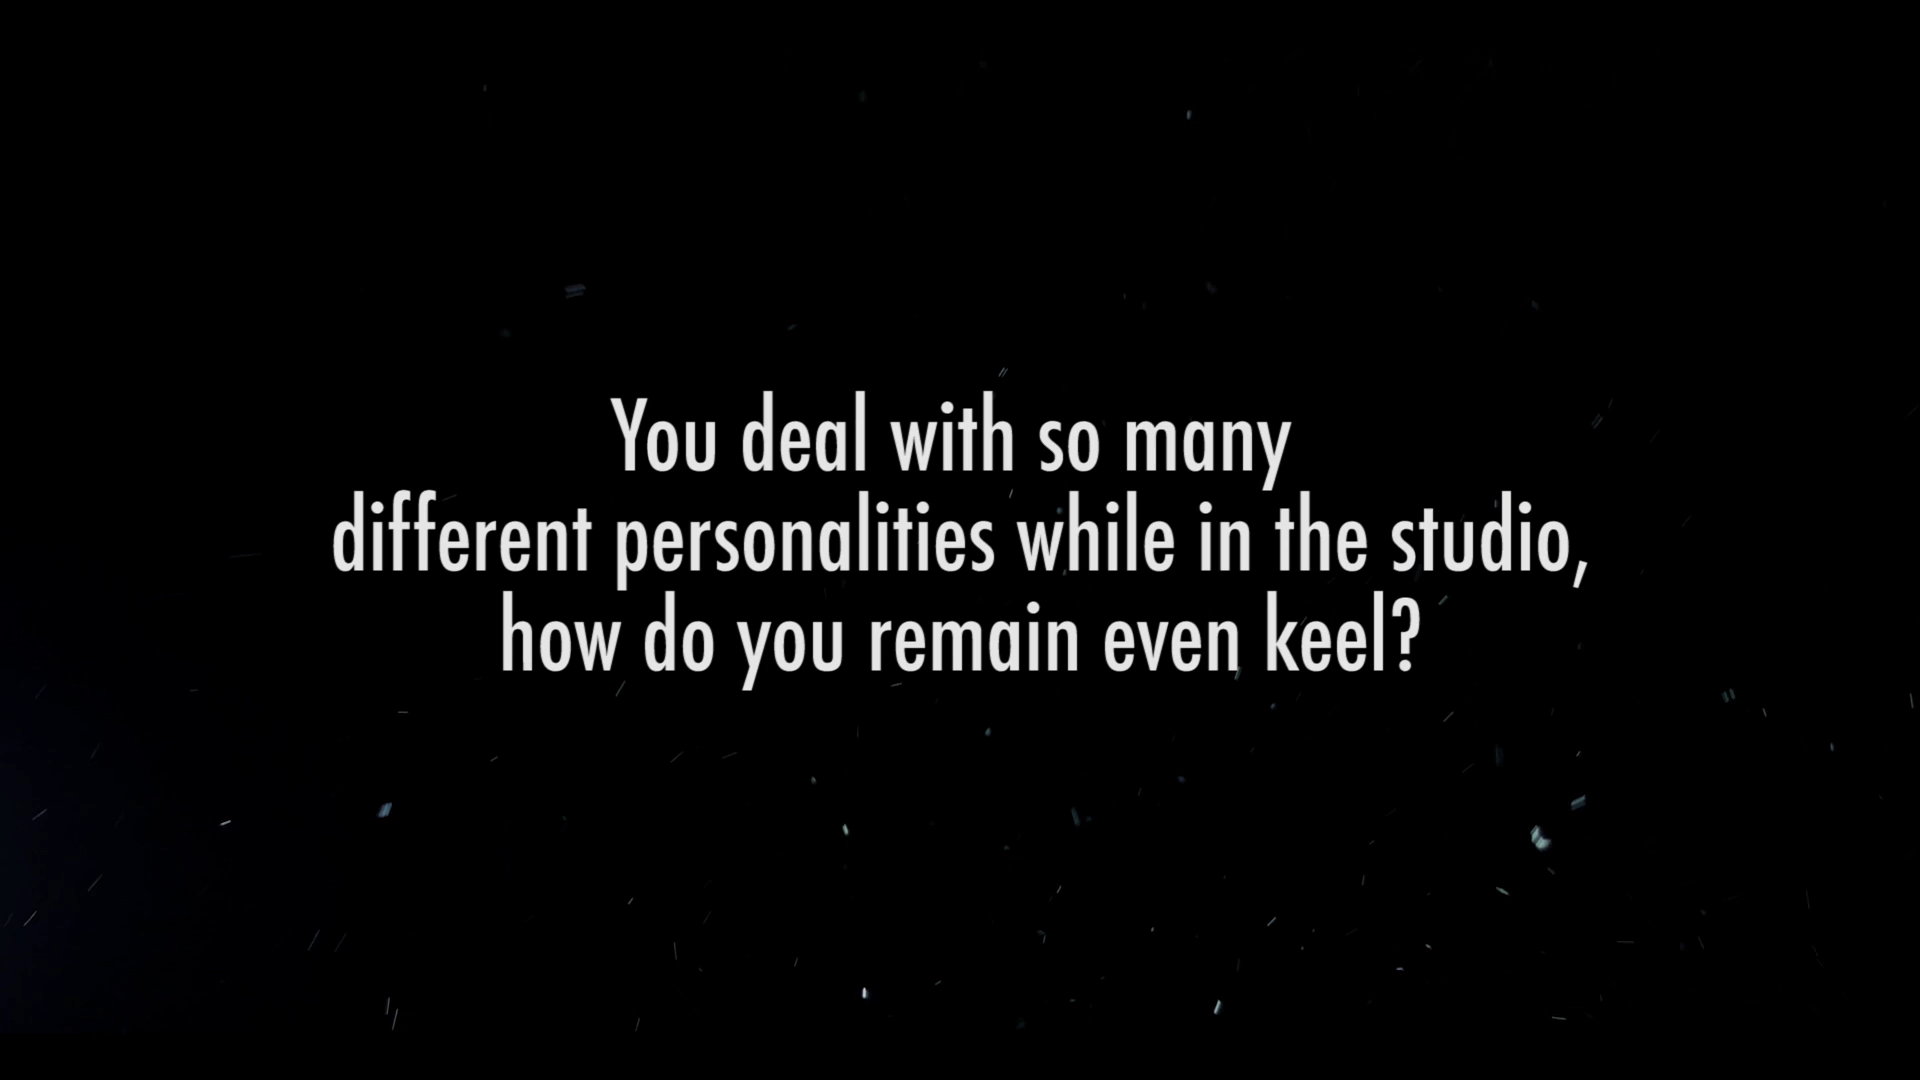 You deal with so many
different personalities while in the studio,
how do you remain even keel?